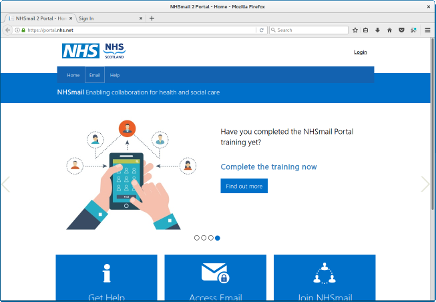 NHSmail 2 Portal - Home - Mozilla Firefox
NHSmail 2 Portal - Ho...
Sign In
https://portal.nhs.net
Search
NHS
NHS
SCOTLAND
Login
Home
Email
Help
NHSmail Enabling collaboration for health and social care
Have you completed the NHSmail Portal
training yet?
Complete the training now
Find out more
Get Help
Access Email
Join NHSmail